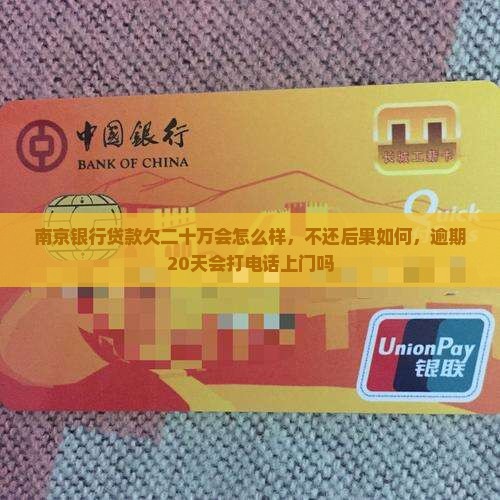 中國銀行
BANK OF CHINA
长城工薪卡
Quick
南京银行贷款欠二十万会怎么样，不还后果如何，逾期
20天会打电话上门吗
UnionPay
银联